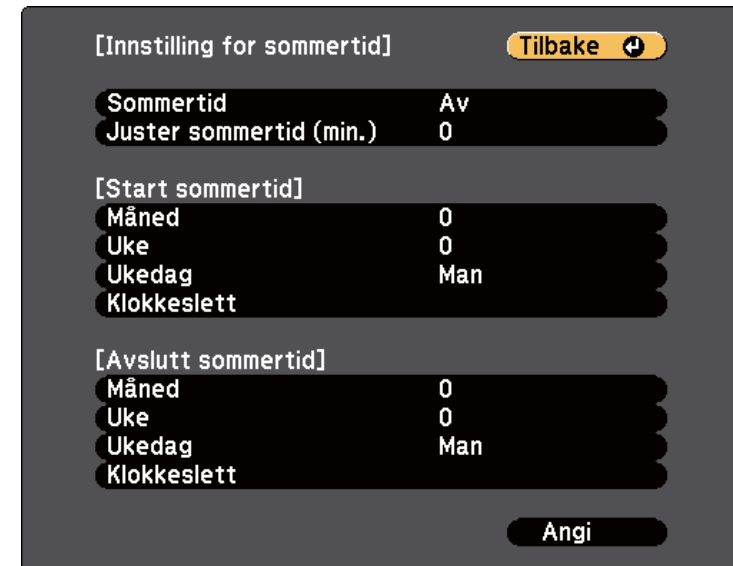 [Innstilling for sommertid] Tilbake
Sommertid Av
Juster sommertid (min.) 0
[Start sommertid]
Måned 0
Uke 0
Ukedag Man
Klokkeslett
[Avslutt sommertid]
Måned 0
Uke 0
Ukedag Man
Klokkeslett
Angi